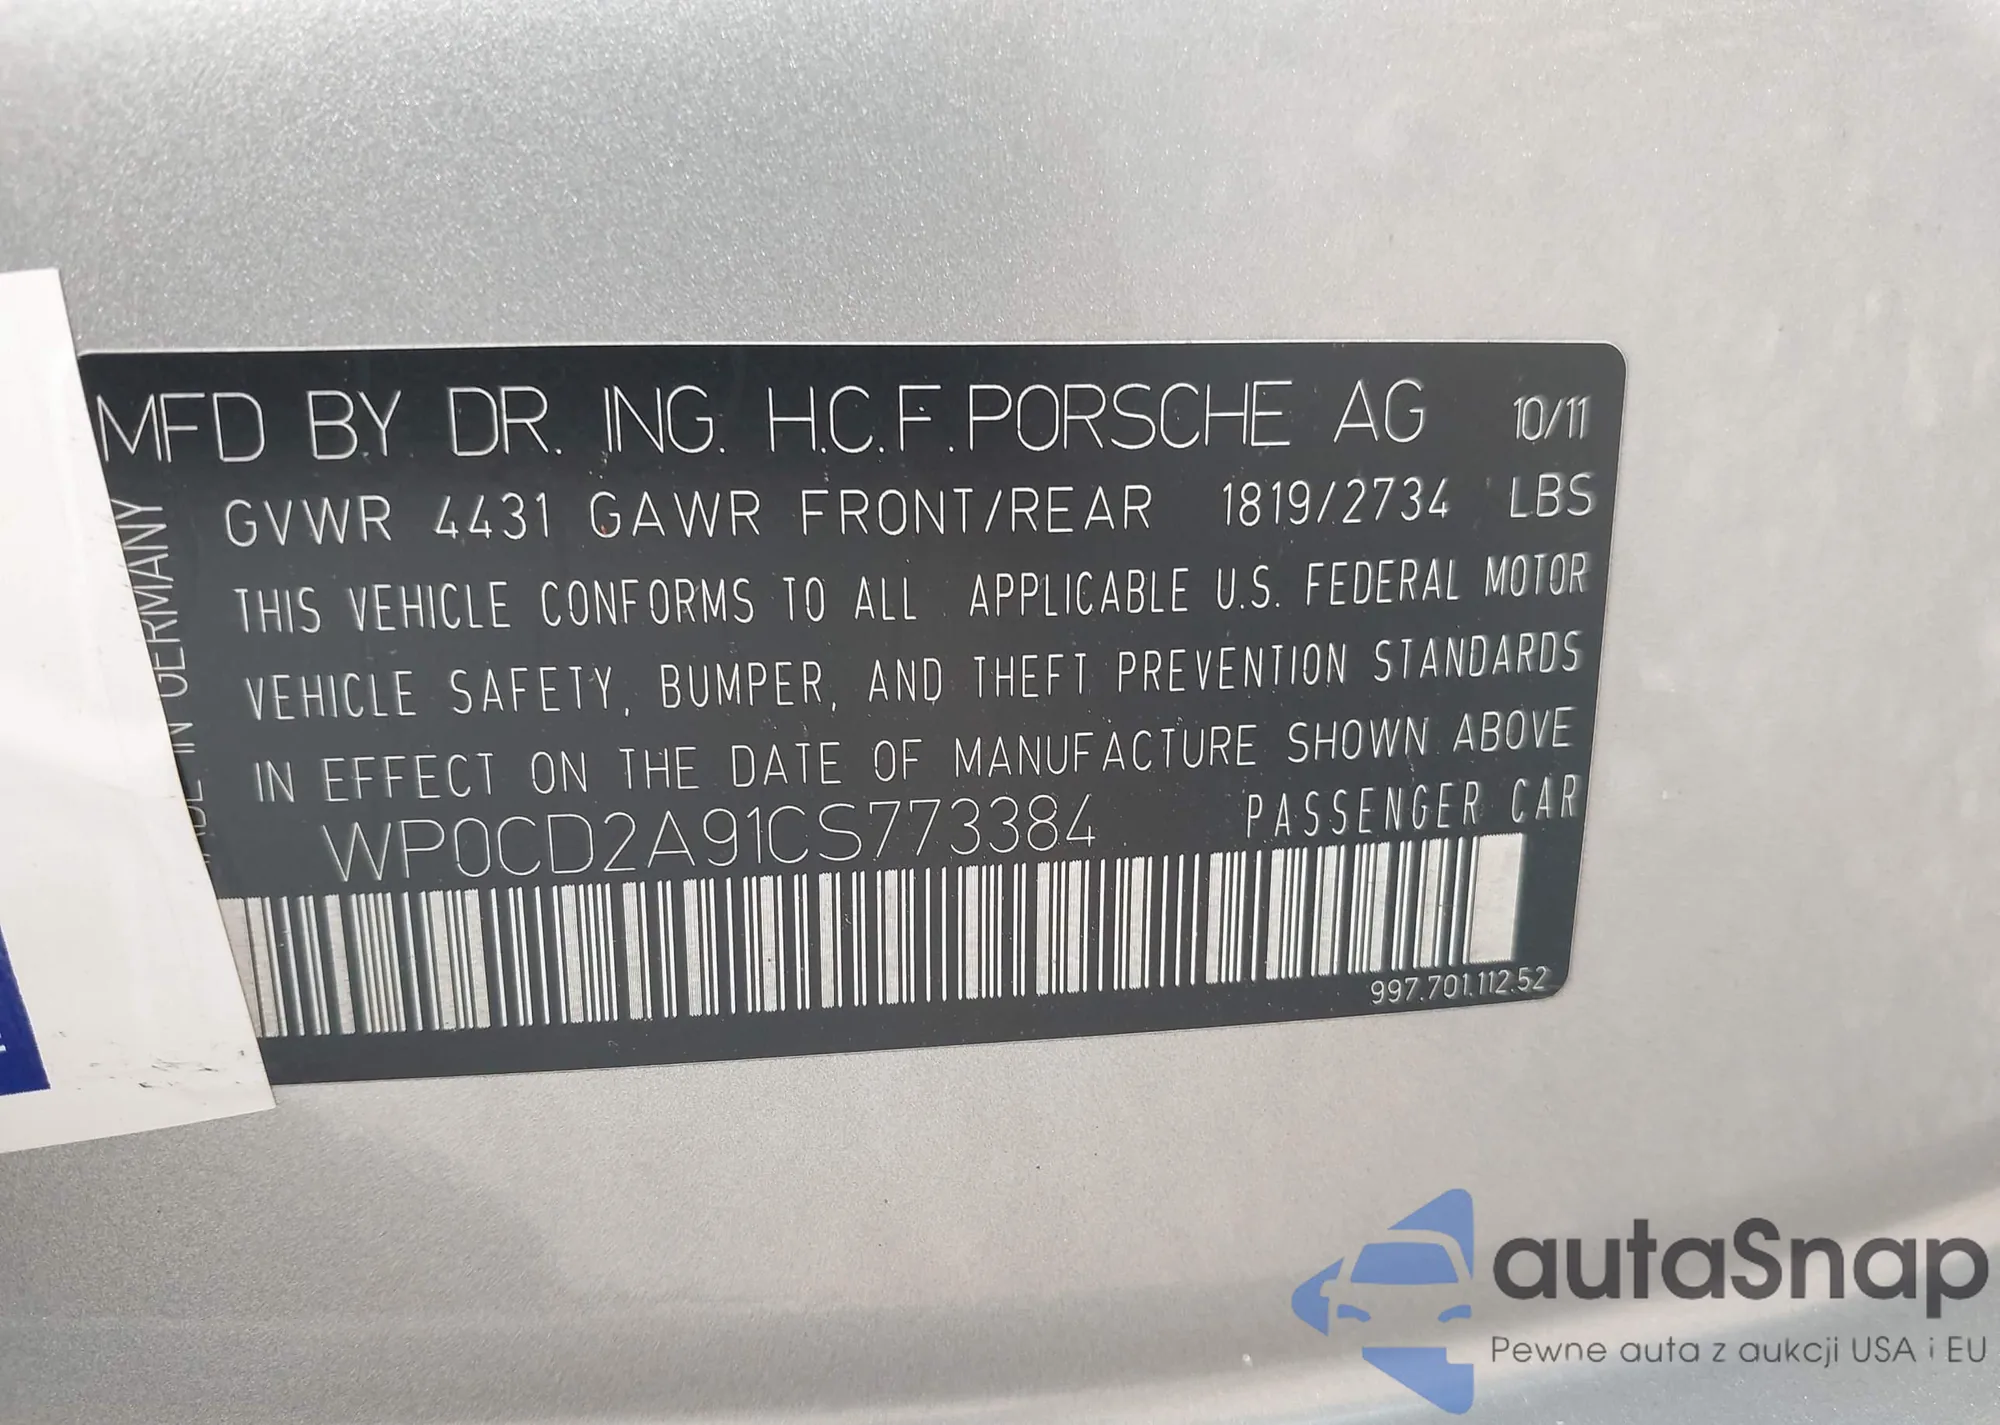 MFD BY DR. ING. H.C.F. PORSCHE AG 10/11
GVWR 4431 GAWR FRONT/REAR 1819/2734 LBS
THIS VEHICLE CONFORMS TO ALL APPLICABLE U.S. FEDERAL MOTOR
VEHICLE SAFETY, BUMPER, AND THEFT PREVENTION STANDARDS
IN EFFECT ON THE DATE OF MANUFACTURE SHOWN ABOVE
WP0CD2A91CS773384 PASSENGER CAR
997.701.112.52
IN GERMANY
autaSnap
Pewne auta z aukcji USA i EU